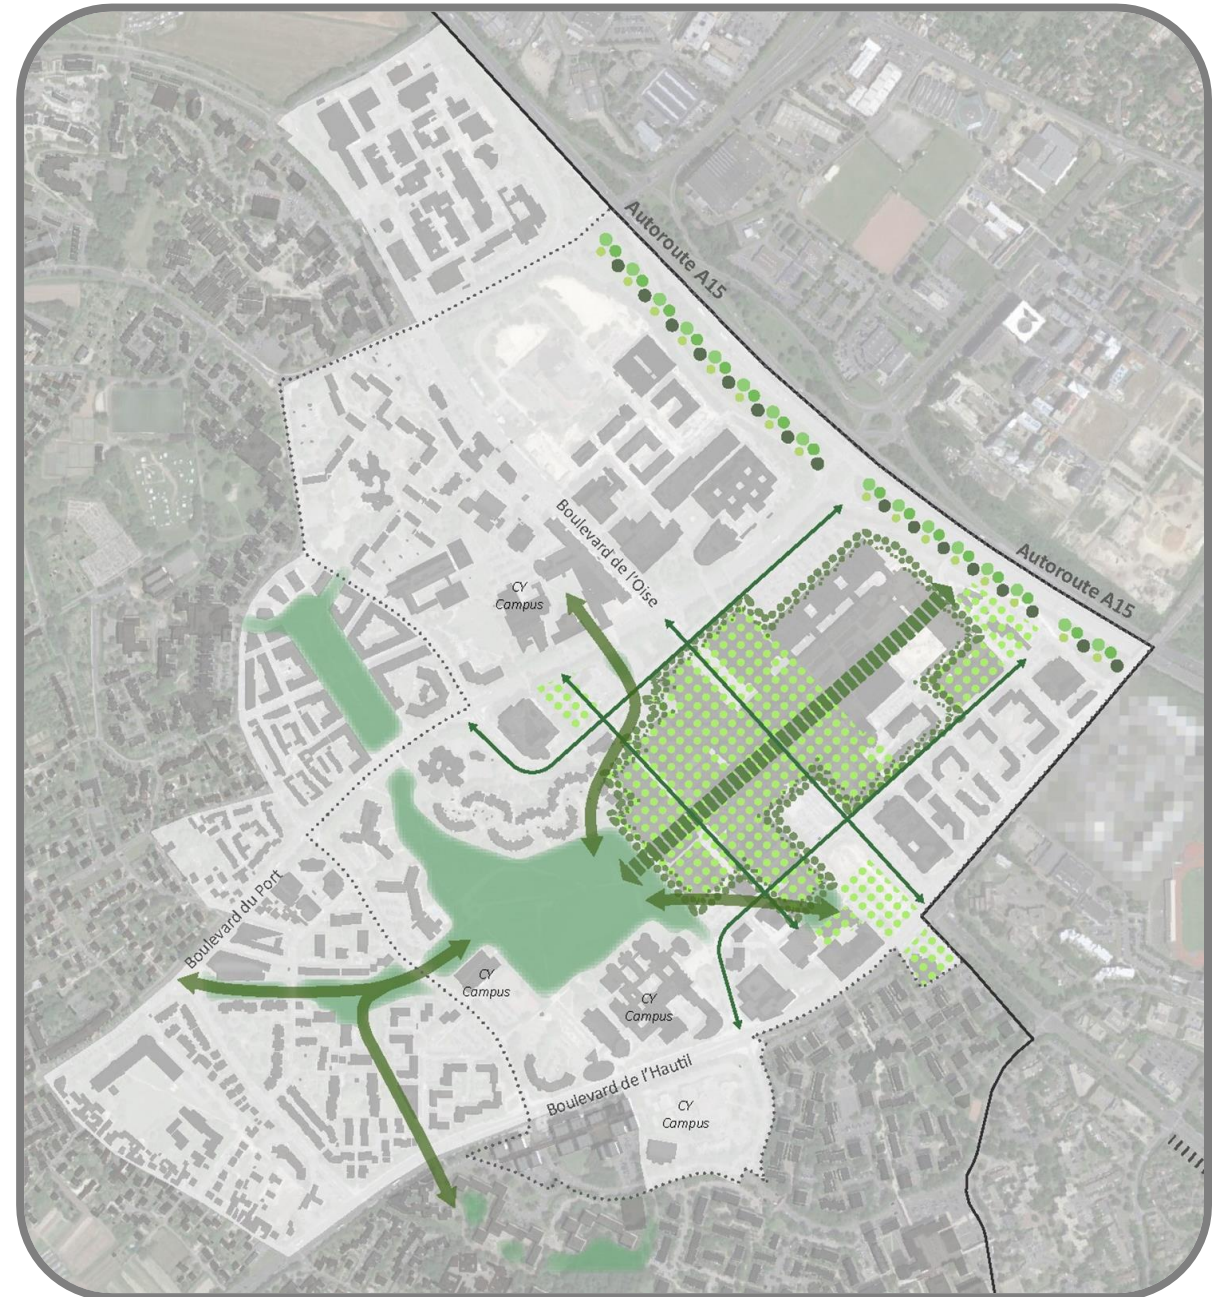 Autoroute A15
Boulevard de l'Oise
Autoroute A15
CY
Campus
Boulevard du Port
CY
Campus
CY
Campus
Boulevard de l'Hautil
CY
Campus